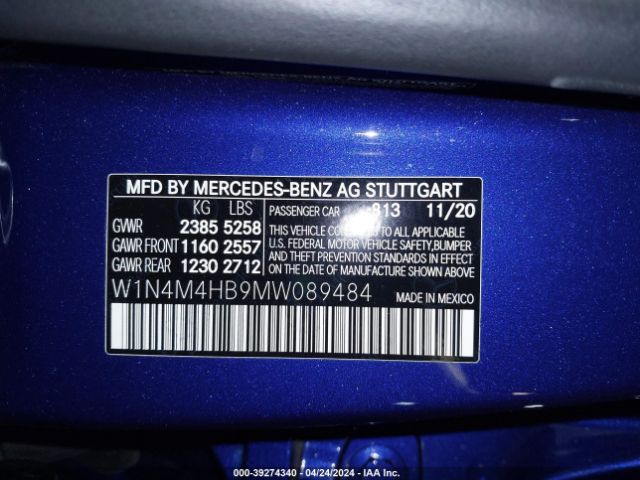 MFD BY MERCEDES-BENZ AG STUTTGART
KG LBS PASSENGER CAR 813 11/20
GVWR 2385 5258
GAWR FRONT 1160 2557
GAWR REAR 1230 2712
THIS VEHICLE CONFORMS TO ALL APPLICABLE
U.S. FEDERAL MOTOR VEHICLE SAFETY, BUMPER
AND THEFT PREVENTION STANDARDS IN EFFECT
ON THE DATE OF MANUFACTURE SHOWN ABOVE.
W1N4M4HB9MW089484 MADE IN MEXICO
000-39274340 - 04/24/2024 - IAA Inc.